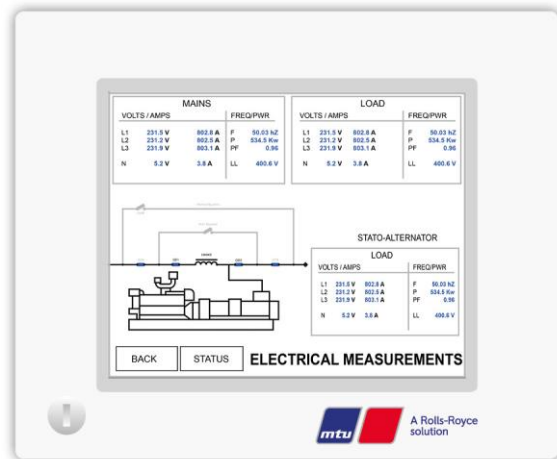 MAINS
VOLTS / AMPS FREQ/PWR
L1 231.5 V 802.8 A F 50.03 hZ
L2 231.2 V 802.5 A P 534.5 Kw
L3 231.9 V 803.1 A PF 0.96
N 5.2 V 3.8 A LL 400.6 V
LOAD
VOLTS / AMPS FREQ/PWR
L1 231.5 V 802.8 A F 50.03 hZ
L2 231.2 V 802.5 A P 534.5 Kw
L3 231.9 V 803.1 A PF 0.96
N 5.2 V 3.8 A LL 400.6 V
STATO-ALTERNATOR
LOAD
VOLTS / AMPS FREQ/PWR
L1 231.5 V 802.8 A F 50.03 hZ
L2 231.2 V 802.5 A P 534.5 Kw
L3 231.9 V 803.1 A PF 0.96
N 5.2 V 3.8 A LL 400.6 V
BACK STATUS ELECTRICAL MEASUREMENTS
mtu
A Rolls-Royce
solution